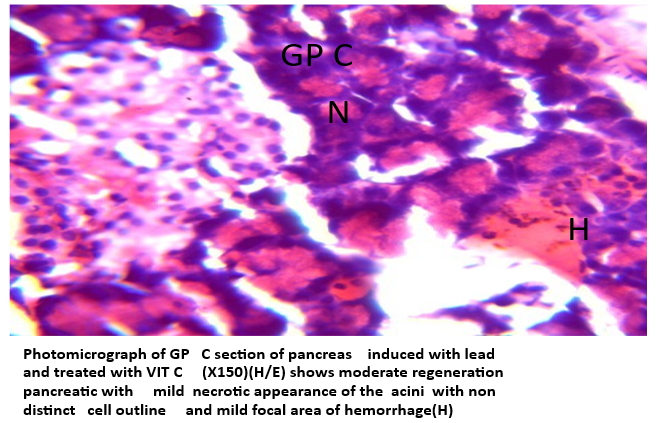 GP C
N
H
Photomicrograph of GP C section of pancreas induced with lead
and treated with VIT C (X150)(H/E) shows moderate regeneration
pancreatic with mild necrotic appearance of the acini with non
distinct cell outline and mild focal area of hemorrhage(H)